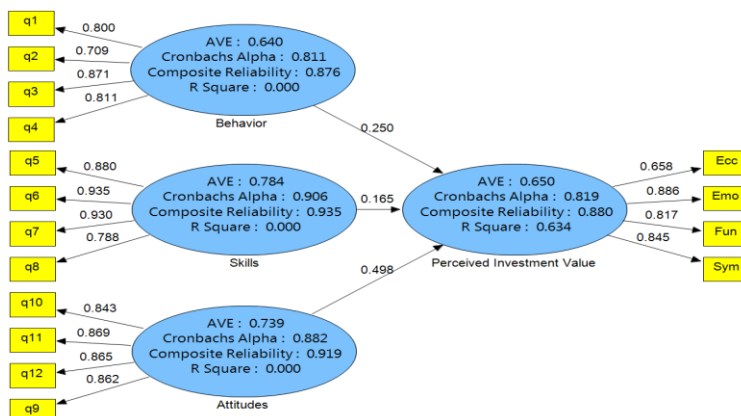 q1
0.800
q2
0.709
q3
0.871
q4
0.811
AVE : 0.640
Cronbachs Alpha : 0.811
Composite Reliability : 0.876
R Square : 0.000
Behavior
0.250
q5
0.880
q6
0.935
q7
0.930
q8
0.788
AVE : 0.784
Cronbachs Alpha : 0.906
Composite Reliability : 0.935
R Square : 0.000
Skills
0.165
q10
0.843
q11
0.869
q12
0.865
q9
0.862
AVE : 0.739
Cronbachs Alpha : 0.882
Composite Reliability : 0.919
R Square : 0.000
Attitudes
0.498
AVE : 0.650
Cronbachs Alpha : 0.819
Composite Reliability : 0.880
R Square : 0.634
Perceived Investment Value
0.658
Ecc
0.886
Emo
0.817
Fun
0.845
Sym